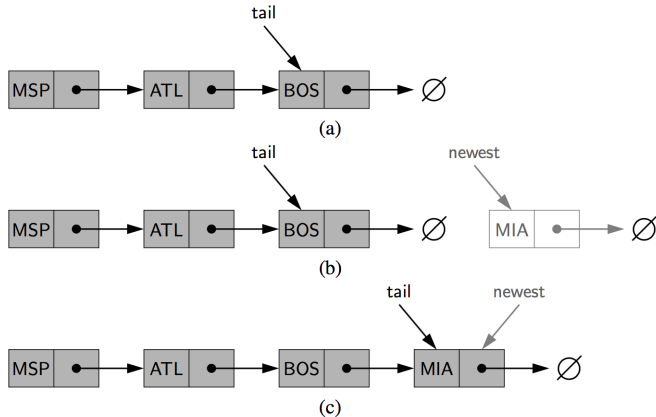 tail
MSP ATL BOS ∅
(a)
tail newest
MSP ATL BOS ∅ MIA ∅
(b)
tail newest
MSP ATL BOS MIA ∅
(c)